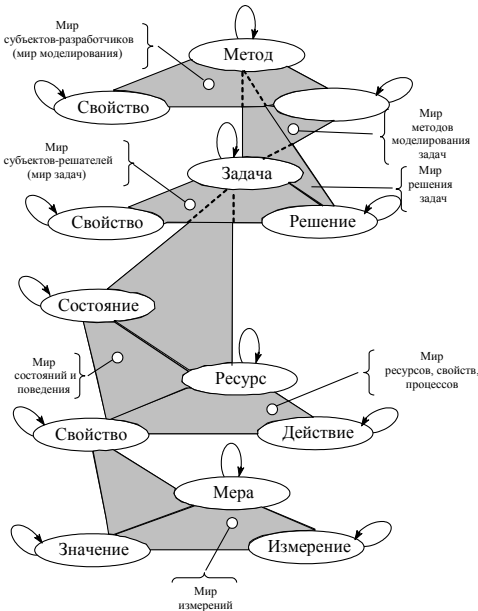 Мир
субъектов-разработчиков
(мир моделирования)
Метод
Свойство
Мир
методов
моделирования
задач
Мир
субъектов-решателей
(мир задач)
Задача
Мир
решения
задач
Свойство
Решение
Состояние
Мир
состояний и
поведения
Ресурс
Мир
ресурсов, свойств,
процессов
Свойство
Действие
Мера
Значение
Измерение
Мир
измерений